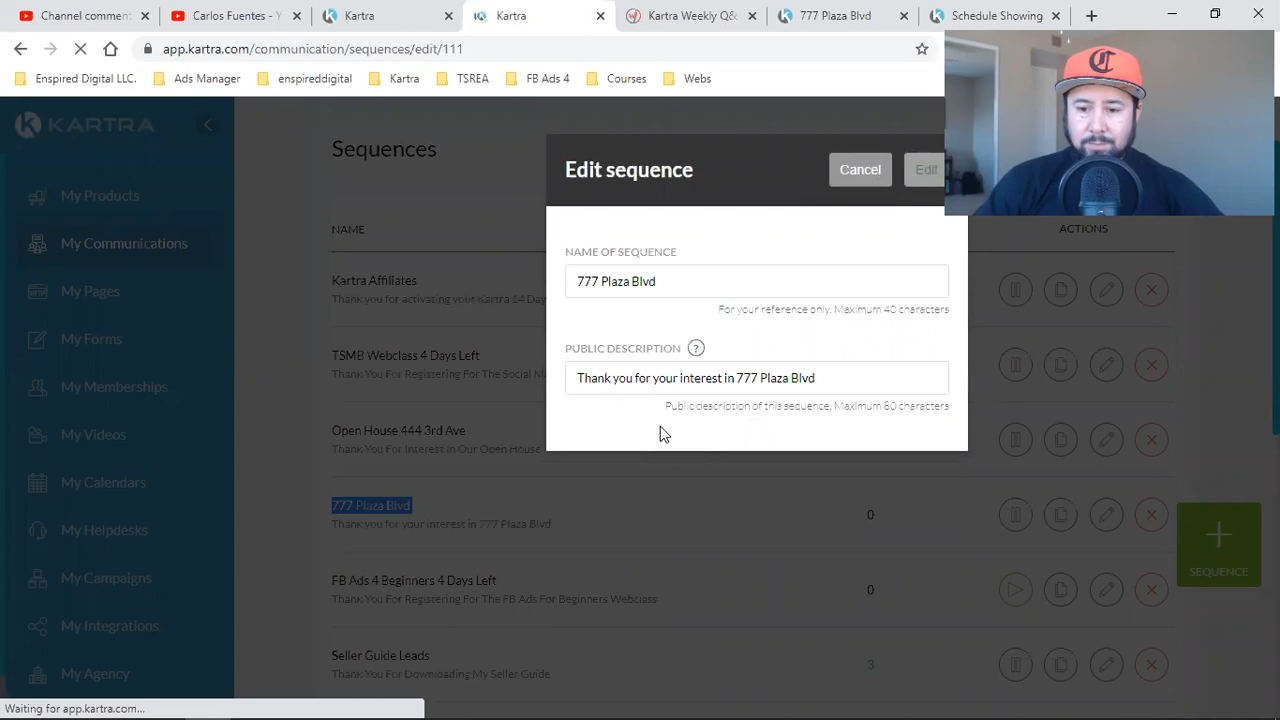 Channel comment
Carlos Fuentes - Y
Kartra
Kartra
Kartra Weekly Q&
777 Plaza Blvd
Schedule Showing
app.kartra.com/communication/sequences/edit/111
Enspired Digital LLC.
Ads Manager
enspireddigital
Kartra
TSREA
FB Ads 4
Courses
Webs
KARTRA
My Products
My Communications
My Pages
My Forms
My Memberships
My Videos
My Calendars
My Helpdesks
My Campaigns
My Integrations
My Agency
Sequences
NAME
ACTIONS
Kartra Affiliates
Thank you for activating your Kartra 14 Day
TSMB Webclass 4 Days Left
Thank You For Registering For The Social M
Open House 444 3rd Ave
Thank You For Interest In Our Open House
777 Plaza Blvd
Thank you for your inrerest in 777 Plaza Blvd
0
FB Ads 4 Beginners 4 Days Left
Thank You For Registering For The FB Ads For Beginners Webclass
0
Seller Guide Leads
Thank You For Downloading My Seller Guide
3
Edit sequence
Cancel
Edit
NAME OF SEQUENCE
777 Plaza Blvd
For your reference only. Maximum 40 characters
PUBLIC DESCRIPTION ?
Thank you for your interest in 777 Plaza Blvd
Public description of this sequence. Maximum 80 characters
+
SEQUENCE
Waiting for app.kartra.com...